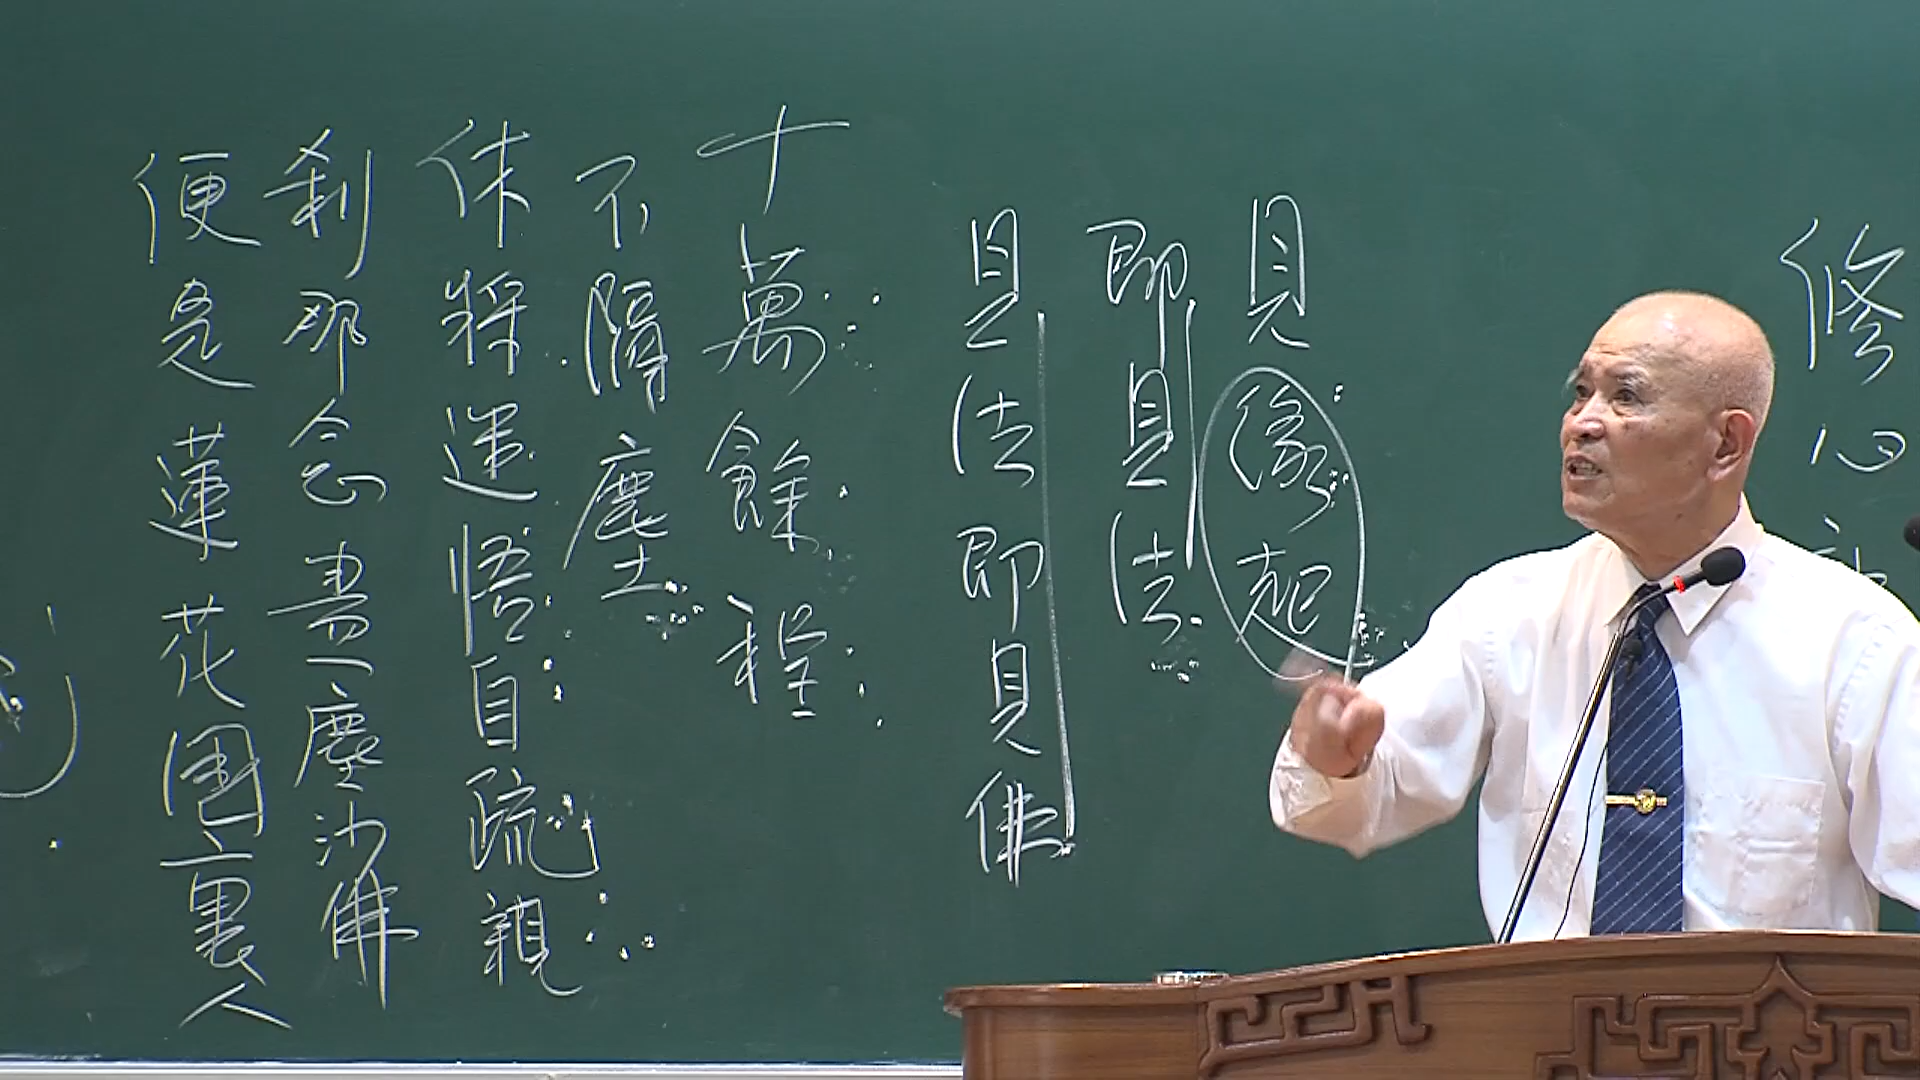 修心
見緣起
即見法
見法即見佛
十萬餘程
不隔塵
休將迷悟自疏親
剎那念盡塵沙佛
便是蓮花國裏人